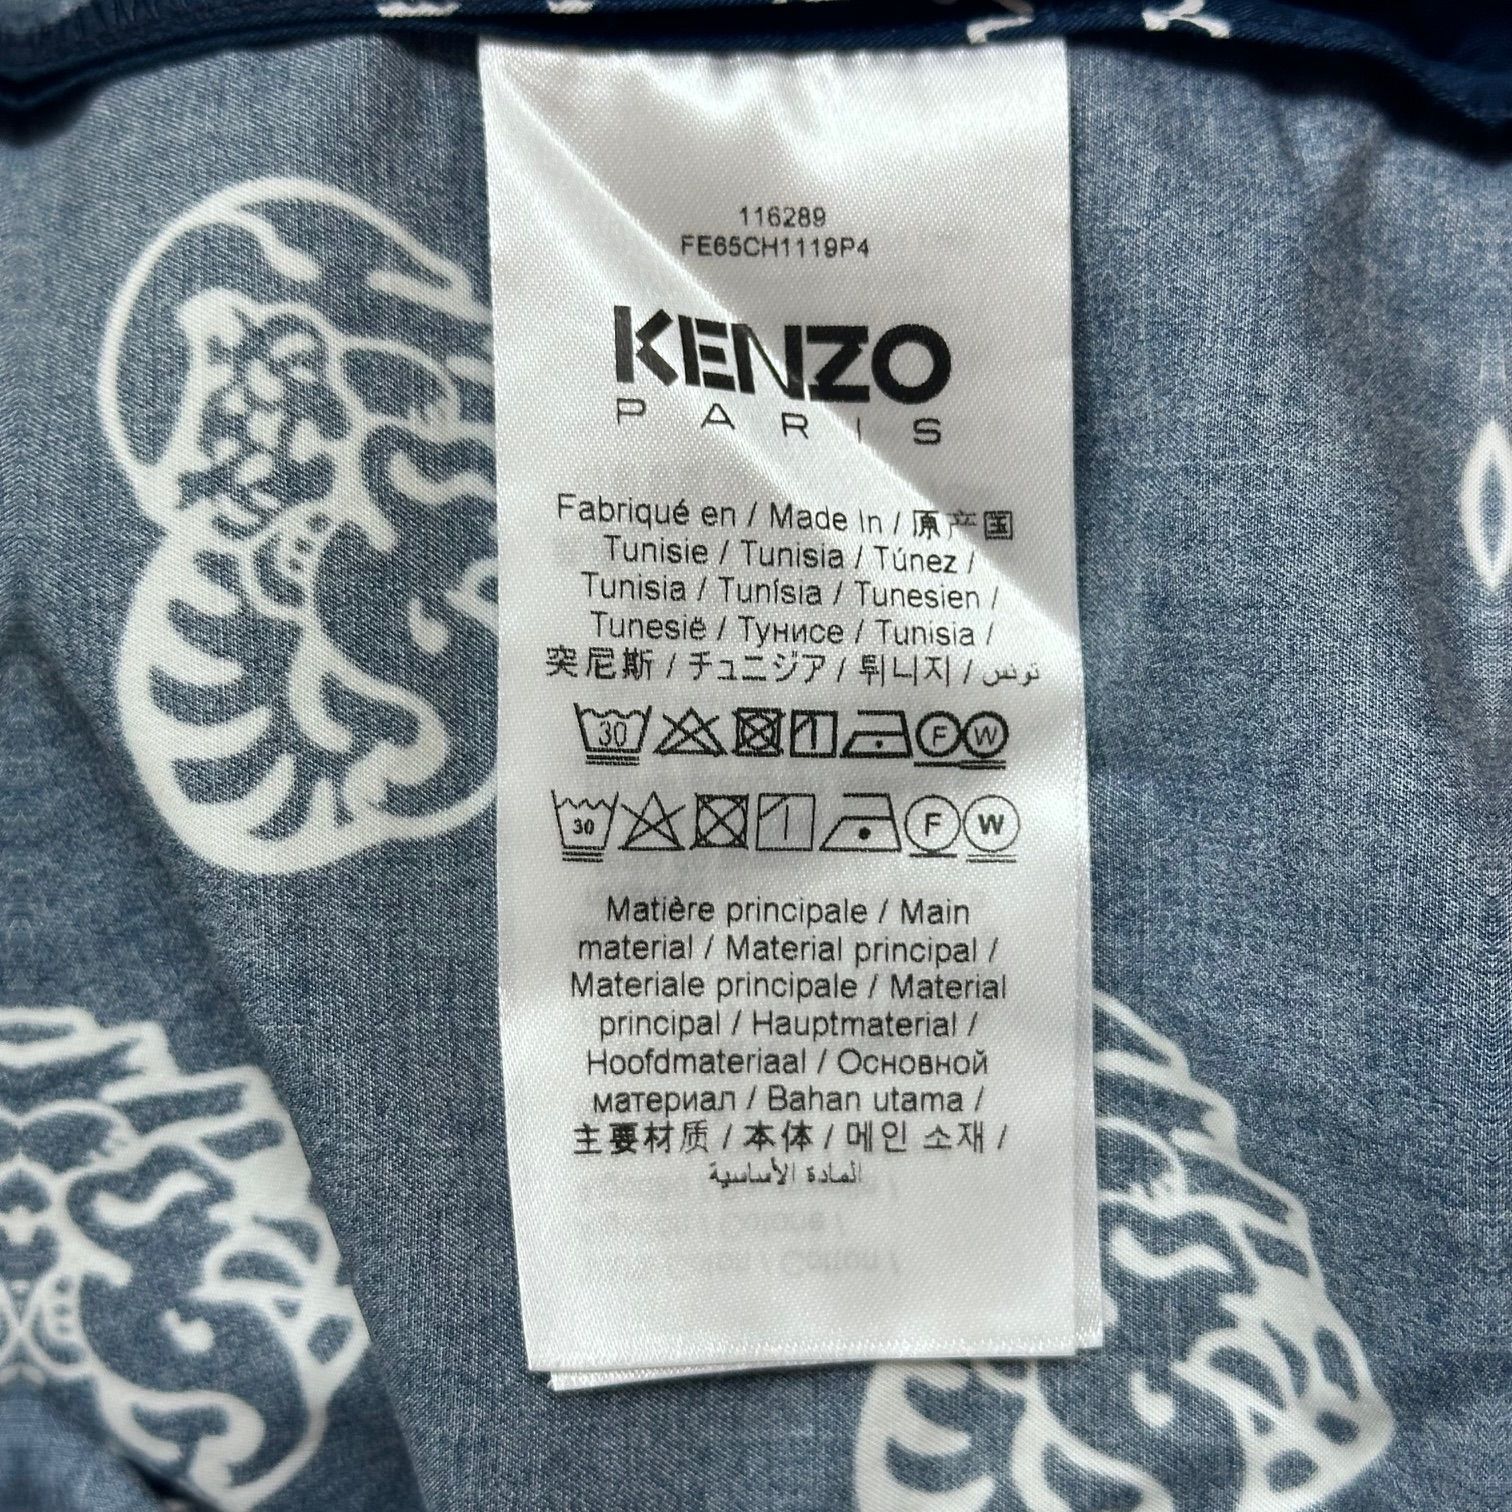 116289
FE65CH1119P4
KENZO
PARIS
Fabriqué en / Made in / 原产国
Tunisie / Tunisia / Túnez /
Tunisia / Tunísia / Tunesien /
Tunesië / Тунисе / Tunisia /
突尼斯 / チュニジア / 튀니지 / تونس
30 F W
30 F W
Matière principale / Main
material / Material principal /
Materiale principale / Material
principal / Hauptmaterial /
Hoofdmateriaal / Основной
материал / Bahan utama /
主要材质 / 本体 / 메인 소재 /
المادة الأساسية